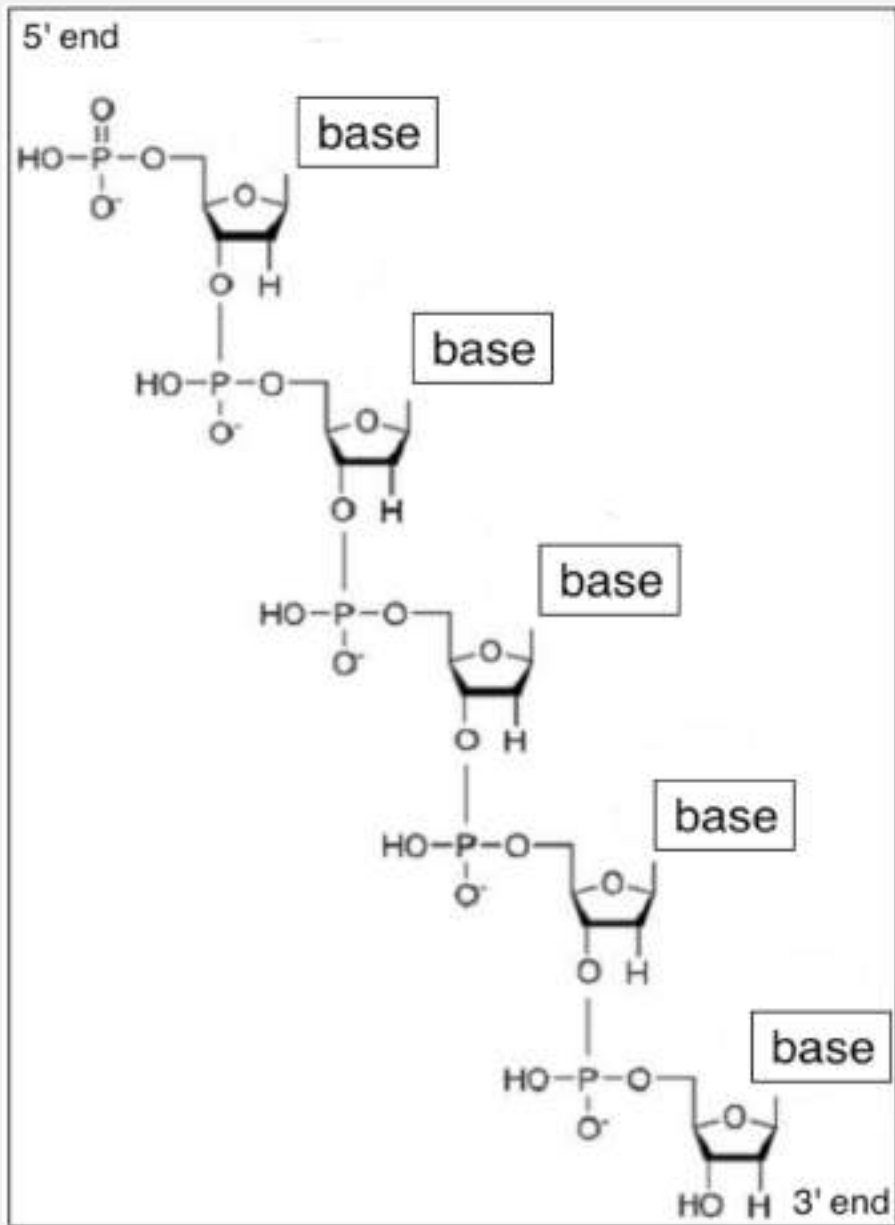 5' end
base
O
HO-P-O
O-
O
O H
base
HO-P-O
O-
O
O H
base
HO-P-O
O-
O
O H
base
HO-P-O
O-
O
O H
base
HO-P-O
O-
O
HO H 3' end